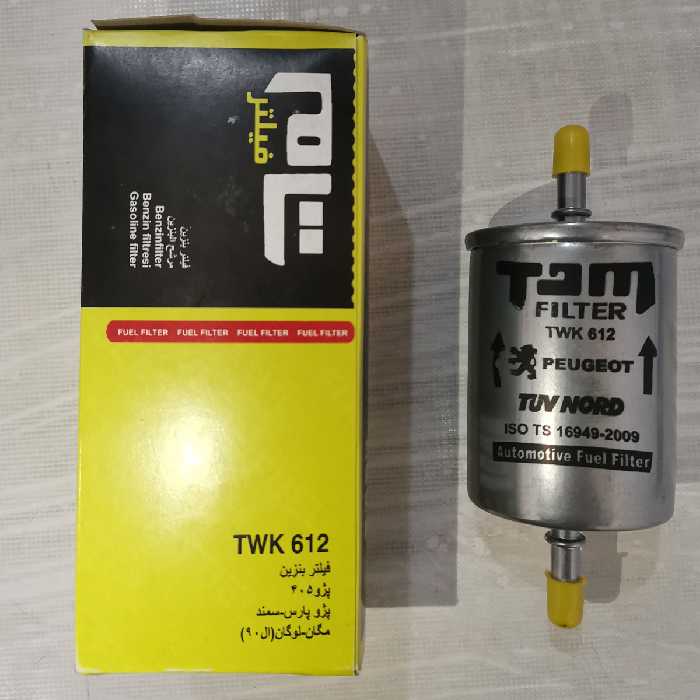 تام
فیلتر
فیلتر بنزین
مرشح البنزین
Benzinfilter
Benzin filtresi
Gasoline filter
FUEL FILTER FUEL FILTER FUEL FILTER FUEL FILTER
TWK 612
فیلتر بنزین
پژو ۴۰۵
پژو پارس-سمند
مگان-لوگان(ال ۹۰)
TAM
FILTER
TWK 612
PEUGEOT
TUV NORD
ISO TS 16949-2009
Automotive Fuel Filter